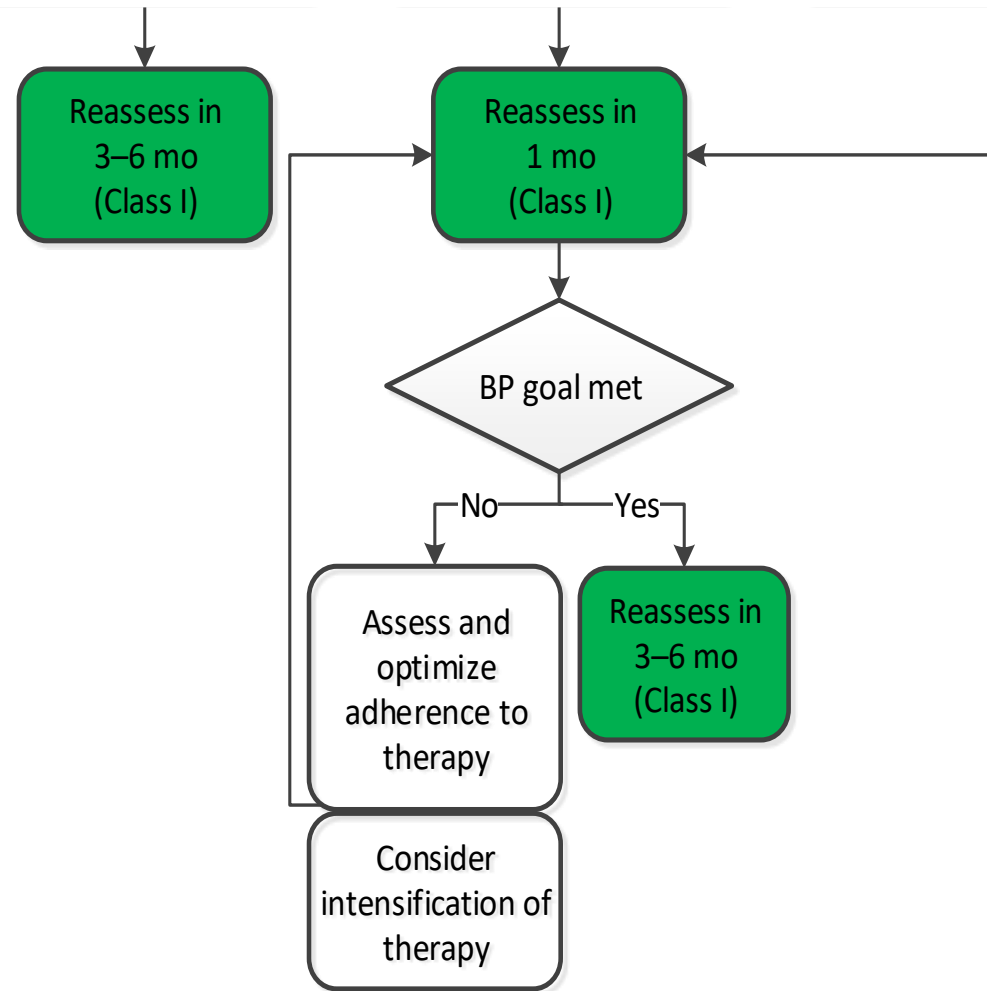 Reassess in
3–6 mo
(Class I)
Reassess in
1 mo
(Class I)
BP goal met
No
Yes
Assess and
optimize
adherence to
therapy
Reassess in
3–6 mo
(Class I)
Consider
intensification of
therapy